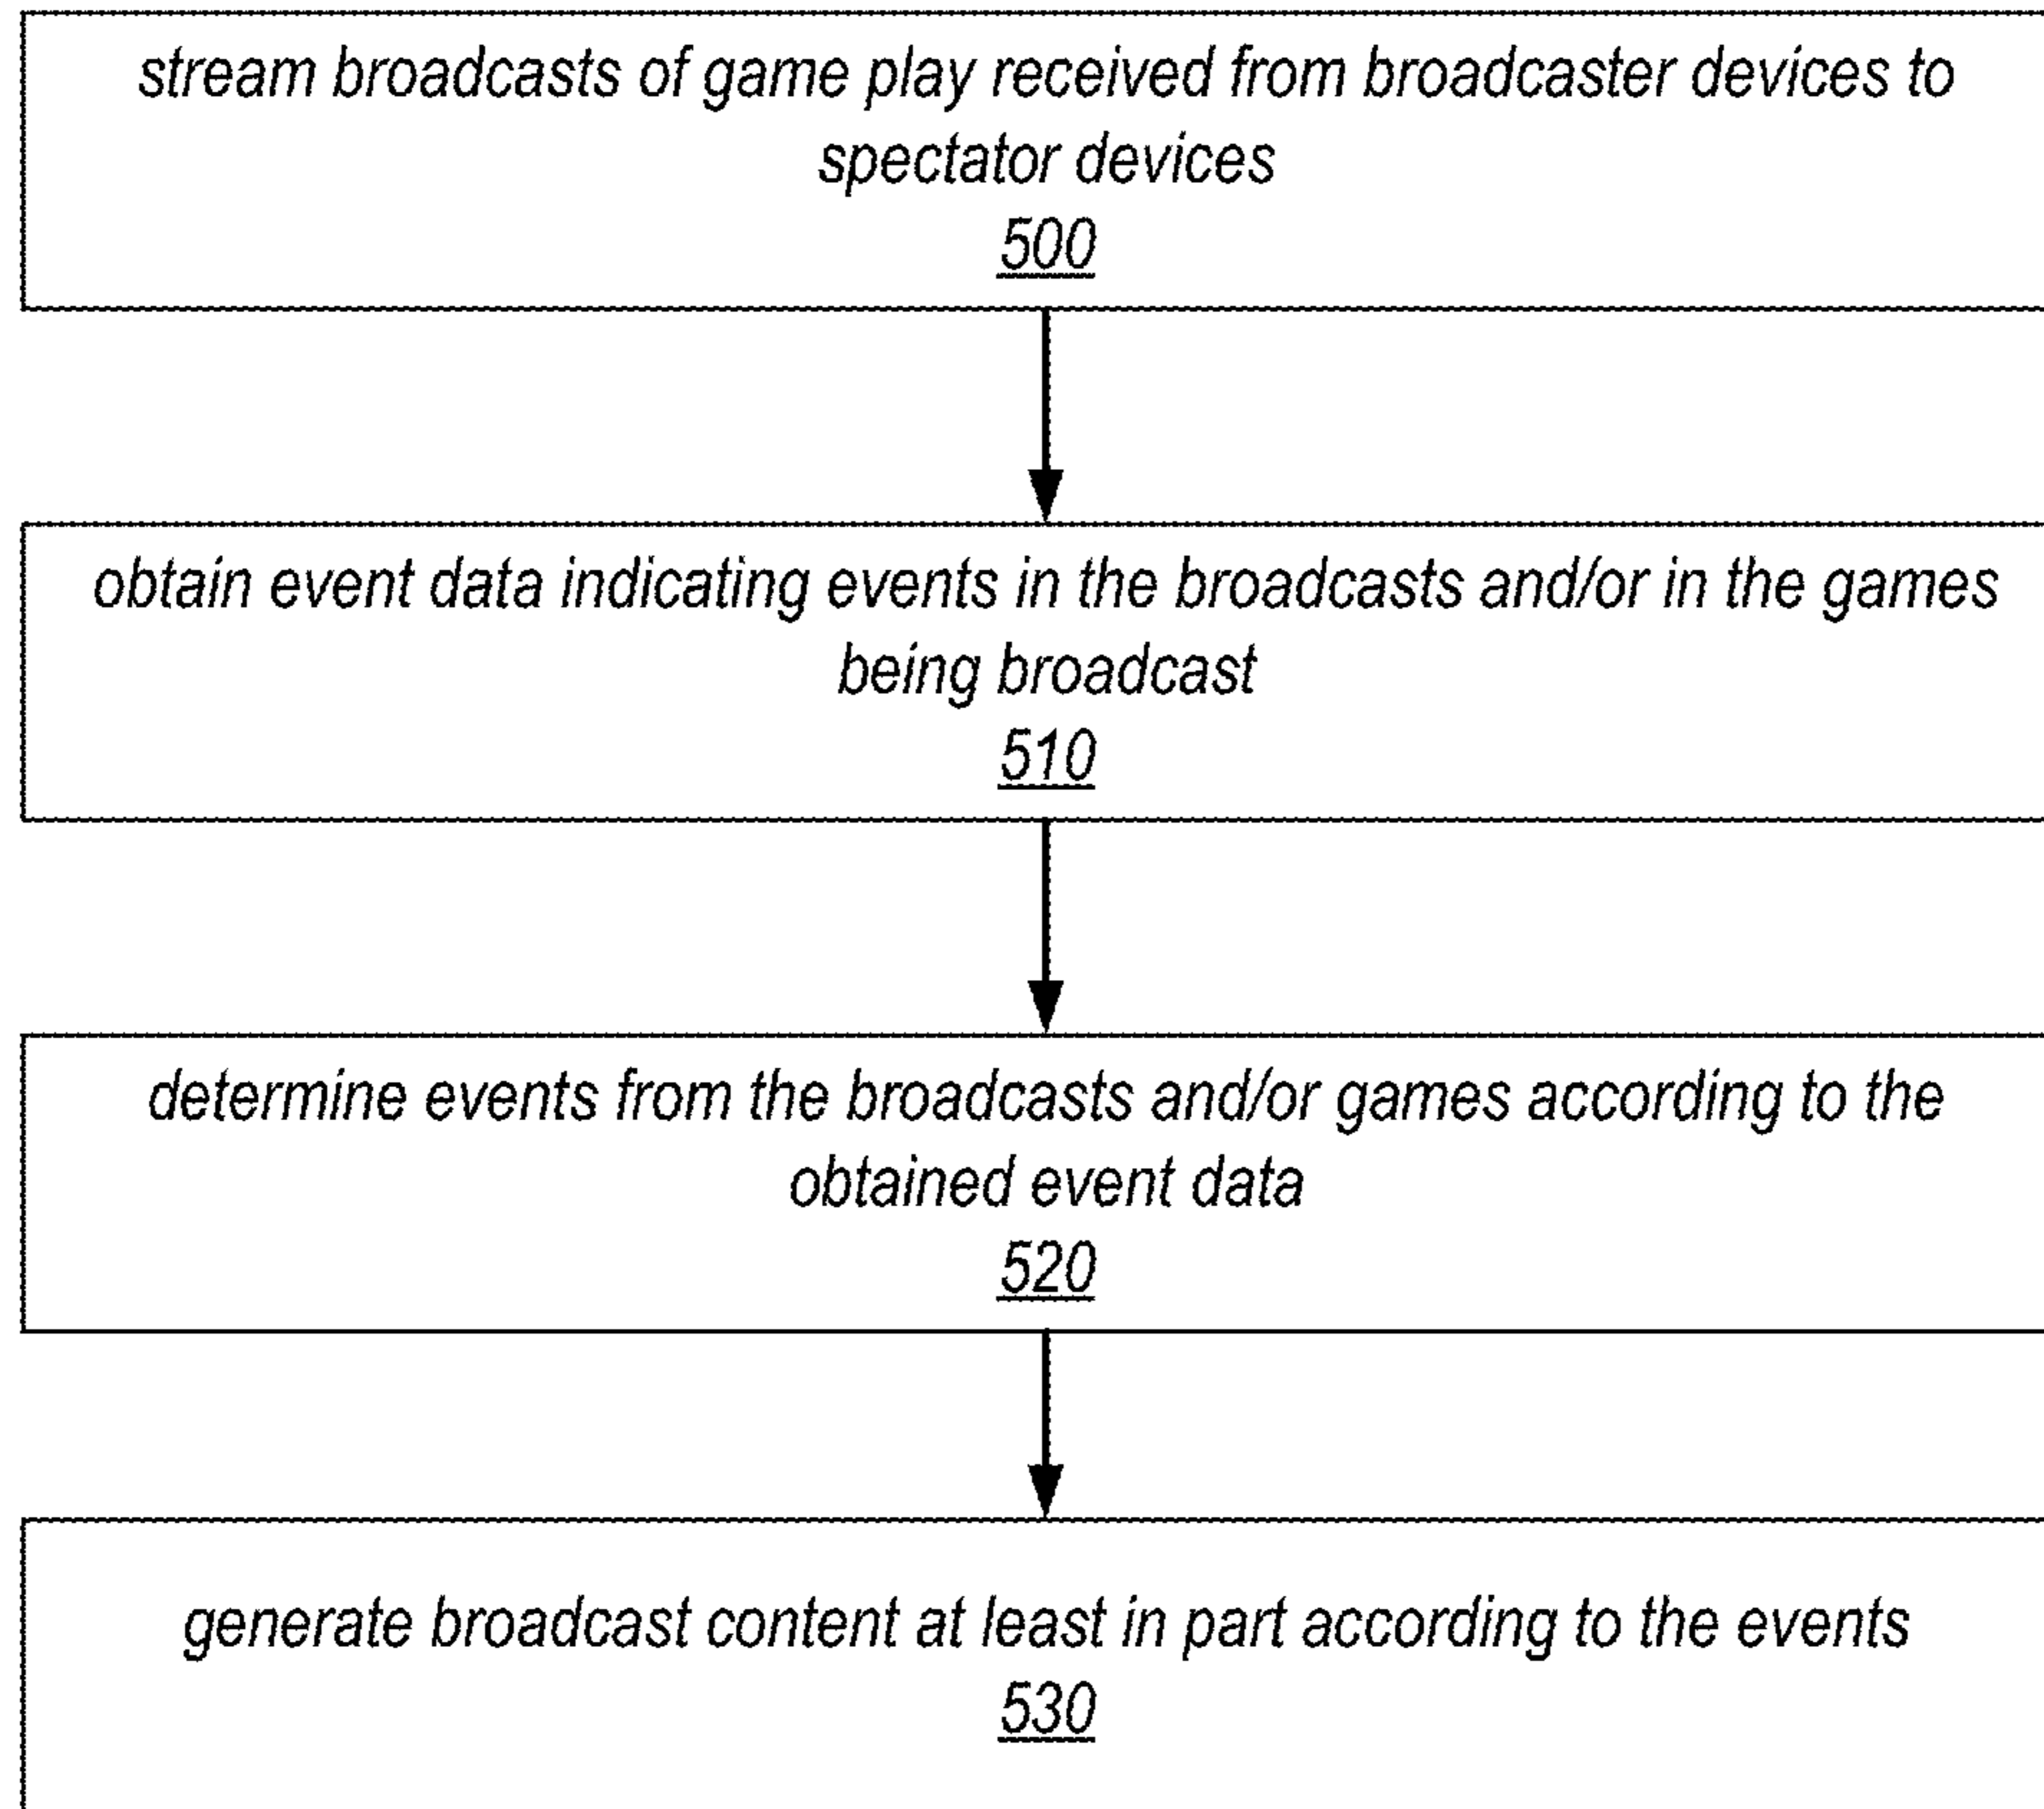 stream broadcasts of game play received from broadcaster devices to
spectator devices
500
obtain event data indicating events in the broadcasts and/or in the games
being broadcast
510
determine events from the broadcasts and/or games according to the
obtained event data
520
generate broadcast content at least in part according to the events
530